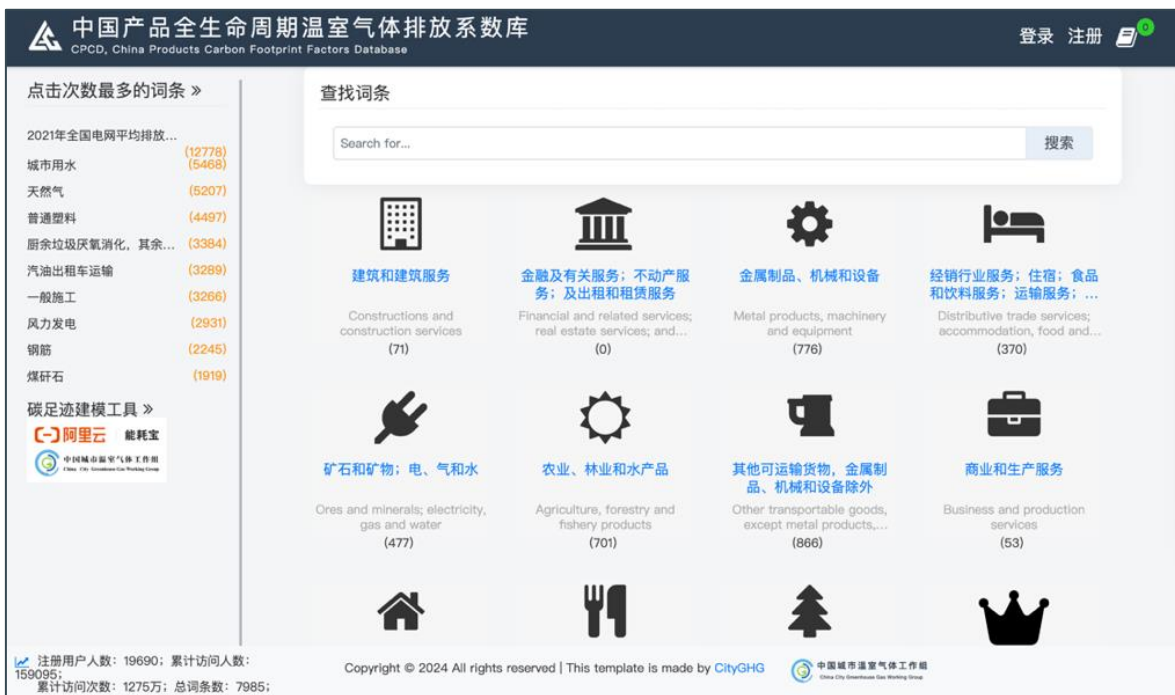 中国产品全生命周期温室气体排放系数库
CPCD, China Products Carbon Footprint Factors Database
登录 注册 0
点击次数最多的词条 »
2021年全国电网平均排放...
(12778)
城市用水 (5468)
天然气 (5207)
普通塑料 (4497)
厨余垃圾厌氧消化，其余... (3384)
汽油出租车运输 (3289)
一般施工 (3266)
风力发电 (2931)
钢筋 (2245)
煤矸石 (1919)
碳足迹建模工具 »
阿里云 能耗宝
中国城市温室气体工作组
China City Greenhouse Gas Working Group
查找词条
Search for...
搜索
建筑和建筑服务
Constructions and
construction services
(71)
金融及有关服务；不动产服
务；及出租和租赁服务
Financial and related services;
real estate services; and...
(0)
金属制品、机械和设备
Metal products, machinery
and equipment
(776)
经销行业服务；住宿；食品
和饮料服务；运输服务；...
Distributive trade services;
accommodation, food and...
(370)
矿石和矿物；电、气和水
Ores and minerals; electricity,
gas and water
(477)
农业、林业和水产品
Agriculture, forestry and
fishery products
(701)
其他可运输货物，金属制
品、机械和设备除外
Other transportable goods,
except metal products,...
(866)
商业和生产服务
Business and production
services
(53)
注册用户人数：19690；累计访问人数：
159095；
累计访问次数：1275万；总词条数：7985；
Copyright © 2024 All rights reserved | This template is made by CityGHG
中国城市温室气体工作组
China City Greenhouse Gas Working Group